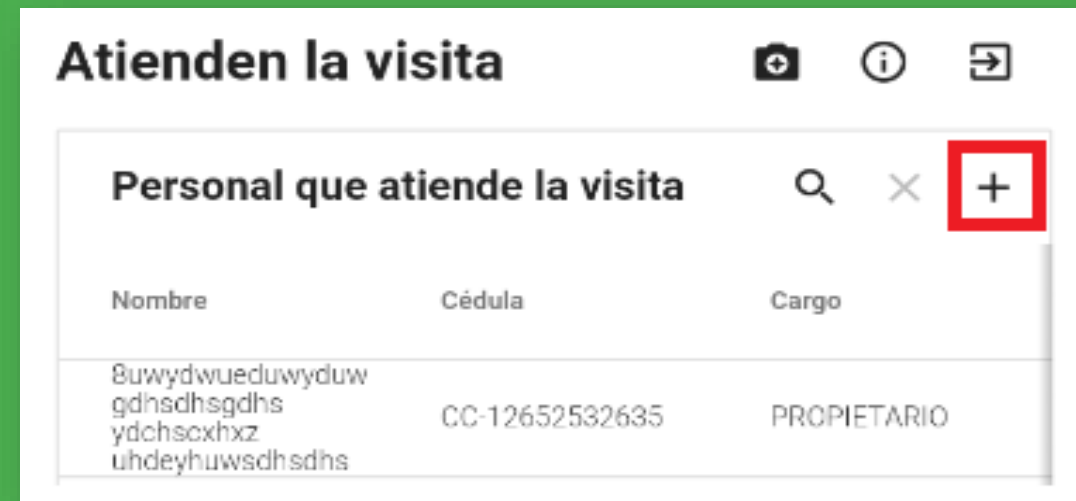 Atienden la visita
Personal que atiende la visita
Nombre Cédula Cargo
8uwydwueduwyduw
gdhsdhsgdhs
ydchscxhxz
uhdeyhuwsdhsdhs
CC-12652532635
PROPIETARIO